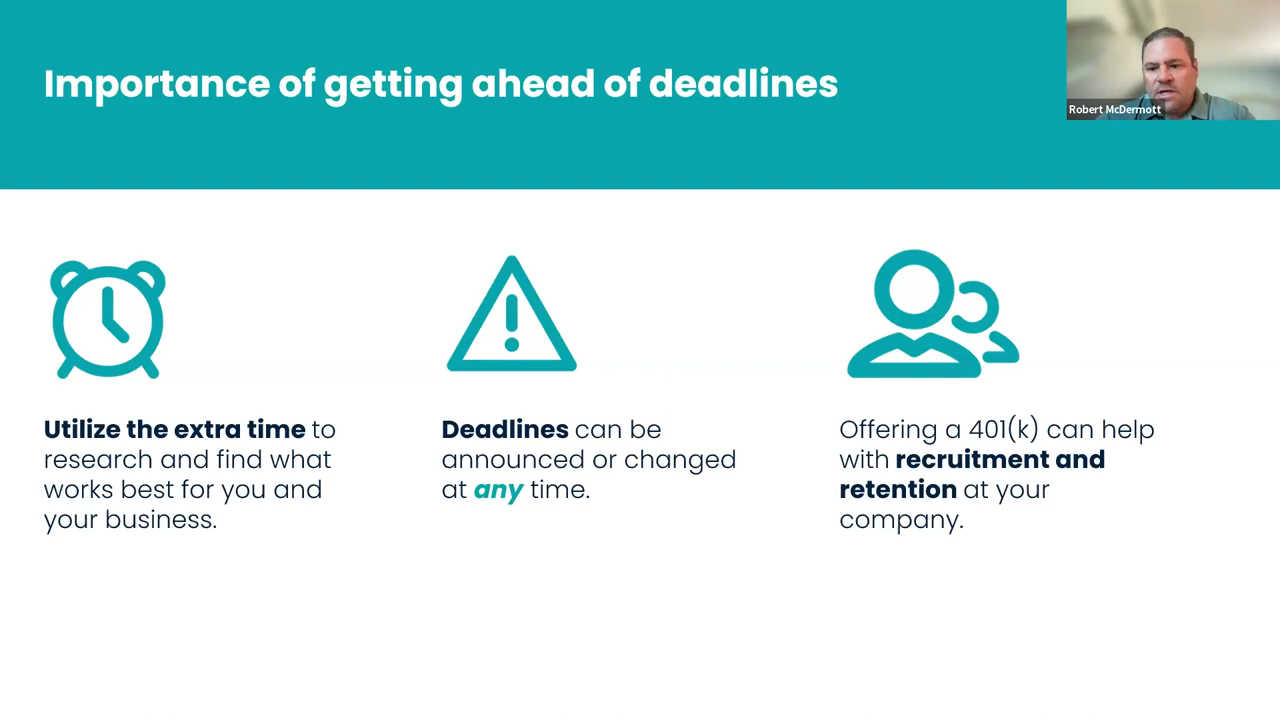 Importance of getting ahead of deadlines
Robert McDermott
Utilize the extra time to
research and find what
works best for you and
your business.
Deadlines can be
announced or changed
at any time.
Offering a 401(k) can help
with recruitment and
retention at your
company.